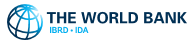 THE WORLD BANK
IBRD • IDA